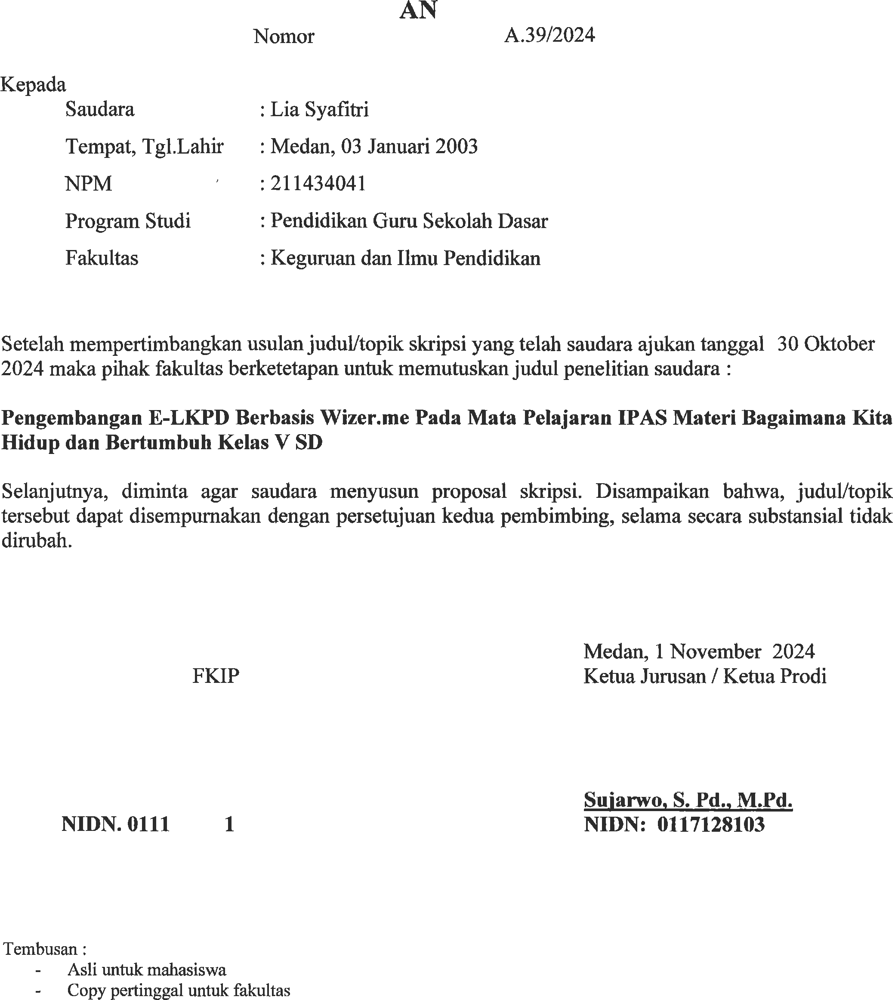 AN
Nomor A.39/2024
Kepada
Saudara : Lia Syafitri
Tempat, Tgl.Lahir : Medan, 03 Januari 2003
NPM : 211434041
Program Studi : Pendidikan Guru Sekolah Dasar
Fakultas : Keguruan dan Ilmu Pendidikan
Setelah mempertimbangkan usulan judul/topik skripsi yang telah saudara ajukan tanggal 30 Oktober
2024 maka pihak fakultas berketetapan untuk memutuskan judul penelitian saudara :
Pengembangan E-LKPD Berbasis Wizer.me Pada Mata Pelajaran IPAS Materi Bagaimana Kita
Hidup dan Bertumbuh Kelas V SD
Selanjutnya, diminta agar saudara menyusun proposal skripsi. Disampaikan bahwa, judul/topik
tersebut dapat disempurnakan dengan persetujuan kedua pembimbing, selama secara substansial tidak
dirubah.
Medan, 1 November 2024
FKIP Ketua Jurusan / Ketua Prodi
Sujarwo, S. Pd., M.Pd.
NIDN. 0111 1 NIDN: 0117128103
Tembusan :
- Asli untuk mahasiswa
- Copy pertinggal untuk fakultas